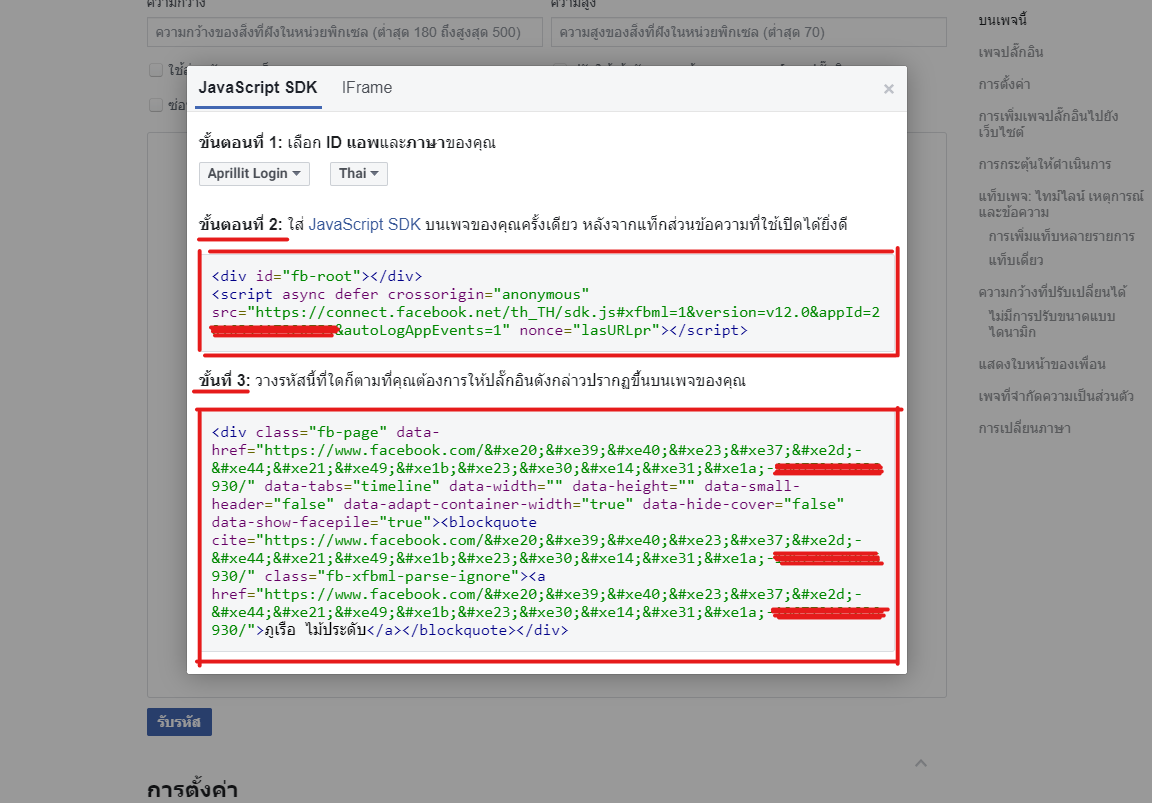 ความกว้าง
ความสูง
ความกว้างของสิ่งที่ฝังในหน่วยพิกเซล (ต่ำสุด 180 ถึงสูงสุด 500)
ความสูงของสิ่งที่ฝังในหน่วยพิกเซล (ต่ำสุด 70)
JavaScript SDK
IFrame
×
ขั้นตอนที่ 1: เลือก ID แอพและภาษาของคุณ
Aprillit Login
Thai
ขั้นตอนที่ 2: ใส่ JavaScript SDK บนเพจของคุณครั้งเดียว หลังจากแท็กส่วนข้อความที่ใช้เปิดได้ยิ่งดี
<div id="fb-root"></div>
<script async defer crossorigin="anonymous"
src="https://connect.facebook.net/th_TH/sdk.js#xfbml=1&version=v12.0&appId=2
&autoLogAppEvents=1" nonce="lasURLpr"></script>
ขั้นที่ 3: วางรหัสนี้ที่ใดก็ตามที่คุณต้องการให้ปลั๊กอินดังกล่าวปรากฏขึ้นบนเพจของคุณ
<div class="fb-page" data-
href="https://www.facebook.com/&#xe20;&#xe39;&#xe40;&#xe23;&#xe37;&#xe2d;-
&#xe44;&#xe21;&#xe49;&#xe1b;&#xe23;&#xe30;&#xe14;&#xe31;&#xe1a;-
930/" data-tabs="timeline" data-width="" data-height="" data-small-
header="false" data-adapt-container-width="true" data-hide-cover="false"
data-show-facepile="true"><blockquote
cite="https://www.facebook.com/&#xe20;&#xe39;&#xe40;&#xe23;&#xe37;&#xe2d;-
&#xe44;&#xe21;&#xe49;&#xe1b;&#xe23;&#xe30;&#xe14;&#xe31;&#xe1a;-
930/" class="fb-xfbml-parse-ignore"><a
href="https://www.facebook.com/&#xe20;&#xe39;&#xe40;&#xe23;&#xe37;&#xe2d;-
&#xe44;&#xe21;&#xe49;&#xe1b;&#xe23;&#xe30;&#xe14;&#xe31;&#xe1a;-
930/">ภูเรือ ไม้ประดับ</a></blockquote></div>
รับรหัส
การตั้งค่า
บนเพจนี้
เพจปลั๊กอิน
การตั้งค่า
การเพิ่มเพจปลั๊กอินไปยัง
เว็บไซต์
การกระตุ้นให้ดำเนินการ
แท็บเพจ: ไทม์ไลน์ เหตุการณ์
และข้อความ
การเพิ่มแท็บหลายรายการ
แท็บเดียว
ความกว้างที่ปรับเปลี่ยนได้
ไม่มีการปรับขนาดแบบ
ไดนามิก
แสดงใบหน้าของเพื่อน
เพจที่จำกัดความเป็นส่วนตัว
การเปลี่ยนภาษา